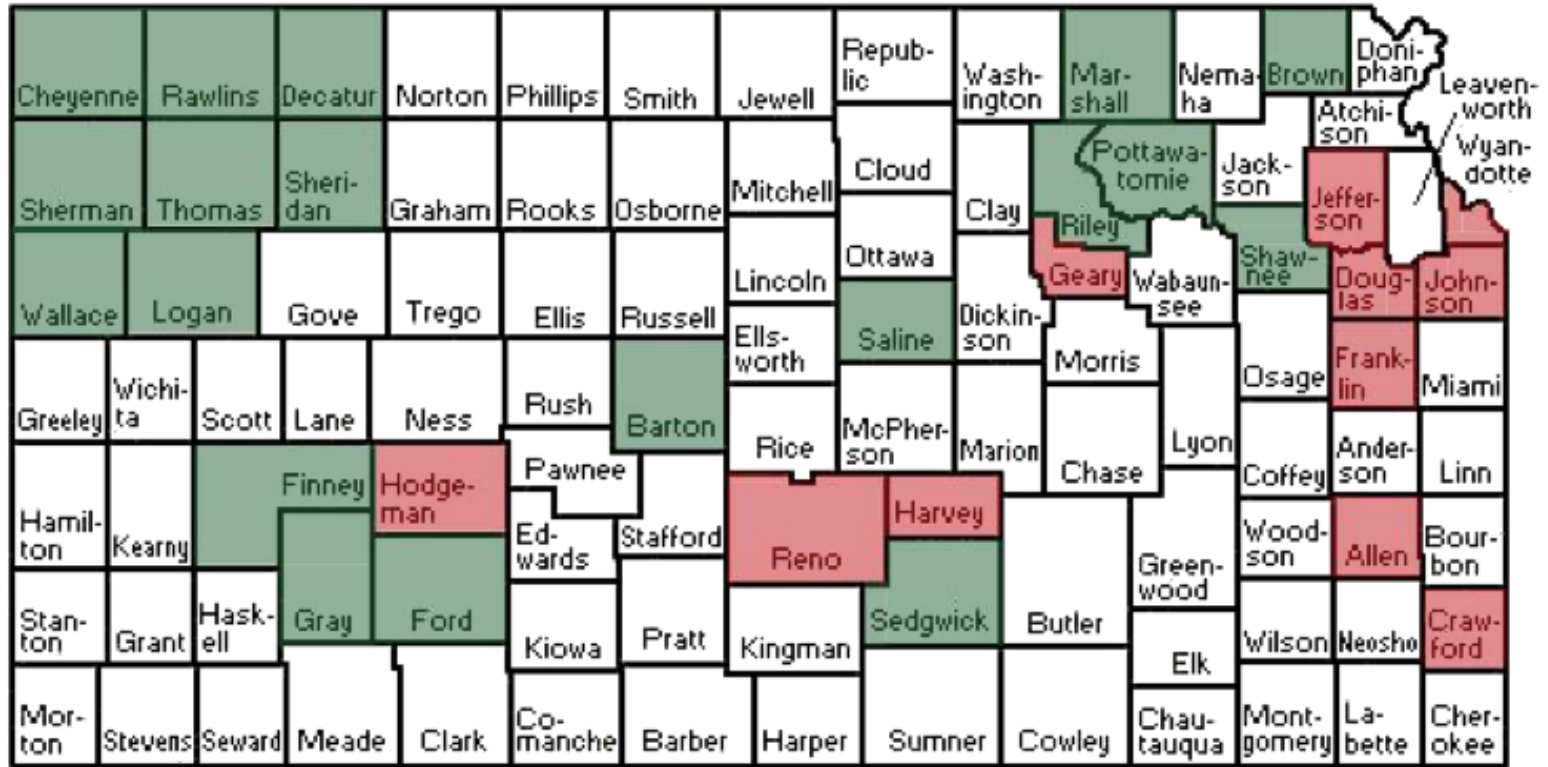 Cheyenne
Rawlins
Decatur
Norton
Phillips
Smith
Jewell
Repub-
lic
Wash-
ington
Mar-
shall
Nema-
ha
Brown
Doni-
phan
Leaven-
worth
Atchi-
son
Wyan-
dotte
Sherman
Thomas
Sheri-
dan
Graham
Rooks
Osborne
Mitchell
Cloud
Clay
Riley
Pottawa-
tomie
Jack-
son
Jeffer-
son
Wallace
Logan
Gove
Trego
Ellis
Russell
Lincoln
Ottawa
Saline
Dickin-
son
Geary
Wabaun-
see
Shaw-
nee
Doug-
las
John-
son
Greeley
Wichi-
ta
Scott
Lane
Ness
Rush
Barton
Ells-
worth
Rice
McPher-
son
Marion
Morris
Chase
Lyon
Osage
Frank-
lin
Miami
Coffey
Ander-
son
Linn
Hamil-
ton
Kearny
Finney
Hodge-
man
Pawnee
Ed-
wards
Stafford
Reno
Harvey
Sedgwick
Butler
Green-
wood
Wood-
son
Allen
Bour-
bon
Stan-
ton
Grant
Hask-
ell
Gray
Ford
Kiowa
Pratt
Kingman
Elk
Wilson
Neosho
Craw-
ford
Mor-
ton
Stevens
Seward
Meade
Clark
Co-
manche
Barber
Harper
Sumner
Cowley
Chau-
tauqua
Mont-
gomery
La-
bette
Cher-
okee